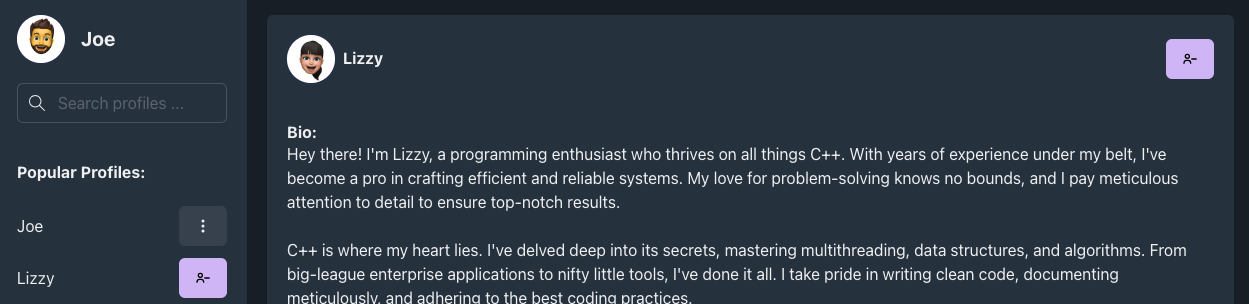 Joe
Search profiles ...
Popular Profiles:
Joe
Lizzy
Lizzy
Bio:
Hey there! I'm Lizzy, a programming enthusiast who thrives on all things C++. With years of experience under my belt, I've
become a pro in crafting efficient and reliable systems. My love for problem-solving knows no bounds, and I pay meticulous
attention to detail to ensure top-notch results.
C++ is where my heart lies. I've delved deep into its secrets, mastering multithreading, data structures, and algorithms. From
big-league enterprise applications to nifty little tools, I've done it all. I take pride in writing clean code, documenting
meticulously, and adhering to the best coding practices.